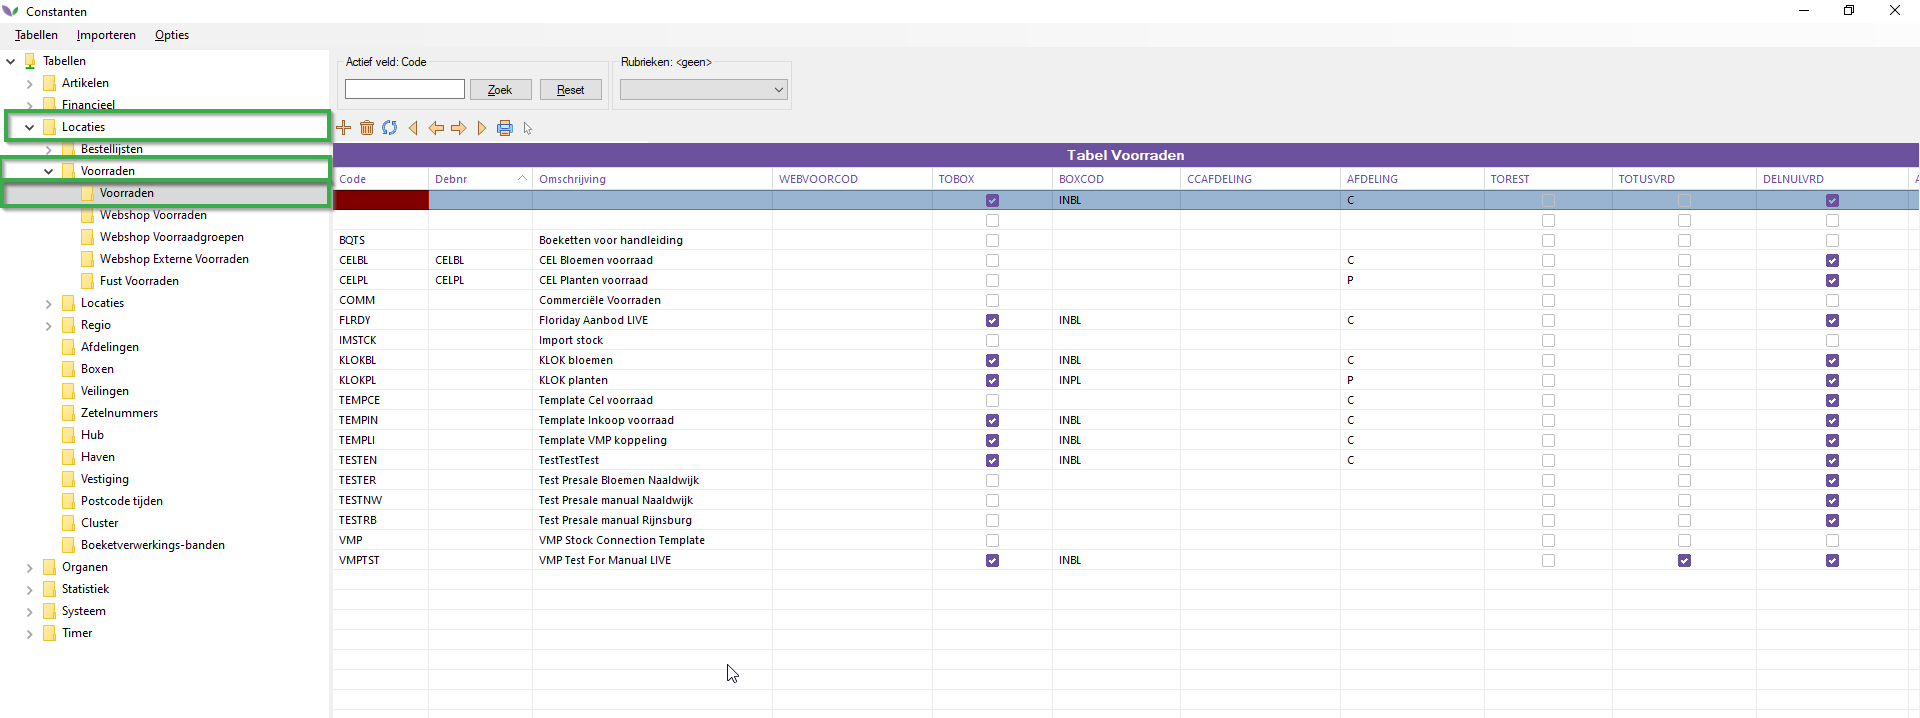 Constanten
Tabellen Importeren Opties
Tabellen
Artikelen
Financieel
Locaties
Bestellijsten
Voorraden
Voorraden
Webshop Voorraden
Webshop Voorraadgroepen
Webshop Externe Voorraden
Fust Voorraden
Locaties
Regio
Afdelingen
Boxen
Veilingen
Zetelnummers
Hub
Haven
Vestiging
Postcode tijden
Cluster
Boeketverwerkings-banden
Organen
Statistiek
Systeem
Timer
Actief veld: Code
Zoek Reset
Rubrieken: <geen>
Tabel Voorraden
Code Debnr Omschrijving WEBVOORCOD TOBOX BOXCOD CCAFDELING AFDELING TOREST TOTUSVRD DELNULVRD
INBL C
BQTS Boeketten voor handleiding
CELBL CELBL CEL Bloemen voorraad C
CELPL CELPL CEL Planten voorraad P
COMM Commerciële Voorraden
FLRDY Floriday Aanbod LIVE INBL C
IMSTCK Import stock
KLOKBL KLOK bloemen INBL C
KLOKPL KLOK planten INPL P
TEMPCE Template Cel voorraad C
TEMPIN Template Inkoop voorraad INBL C
TEMPLI Template VMP koppeling INBL C
TESTEN TestTestTest INBL C
TESTER Test Presale Bloemen Naaldwijk
TESTNW Test Presale manual Naaldwijk
TESTRB Test Presale manual Rijnsburg
VMP VMP Stock Connection Template
VMPTST VMP Test For Manual LIVE INBL